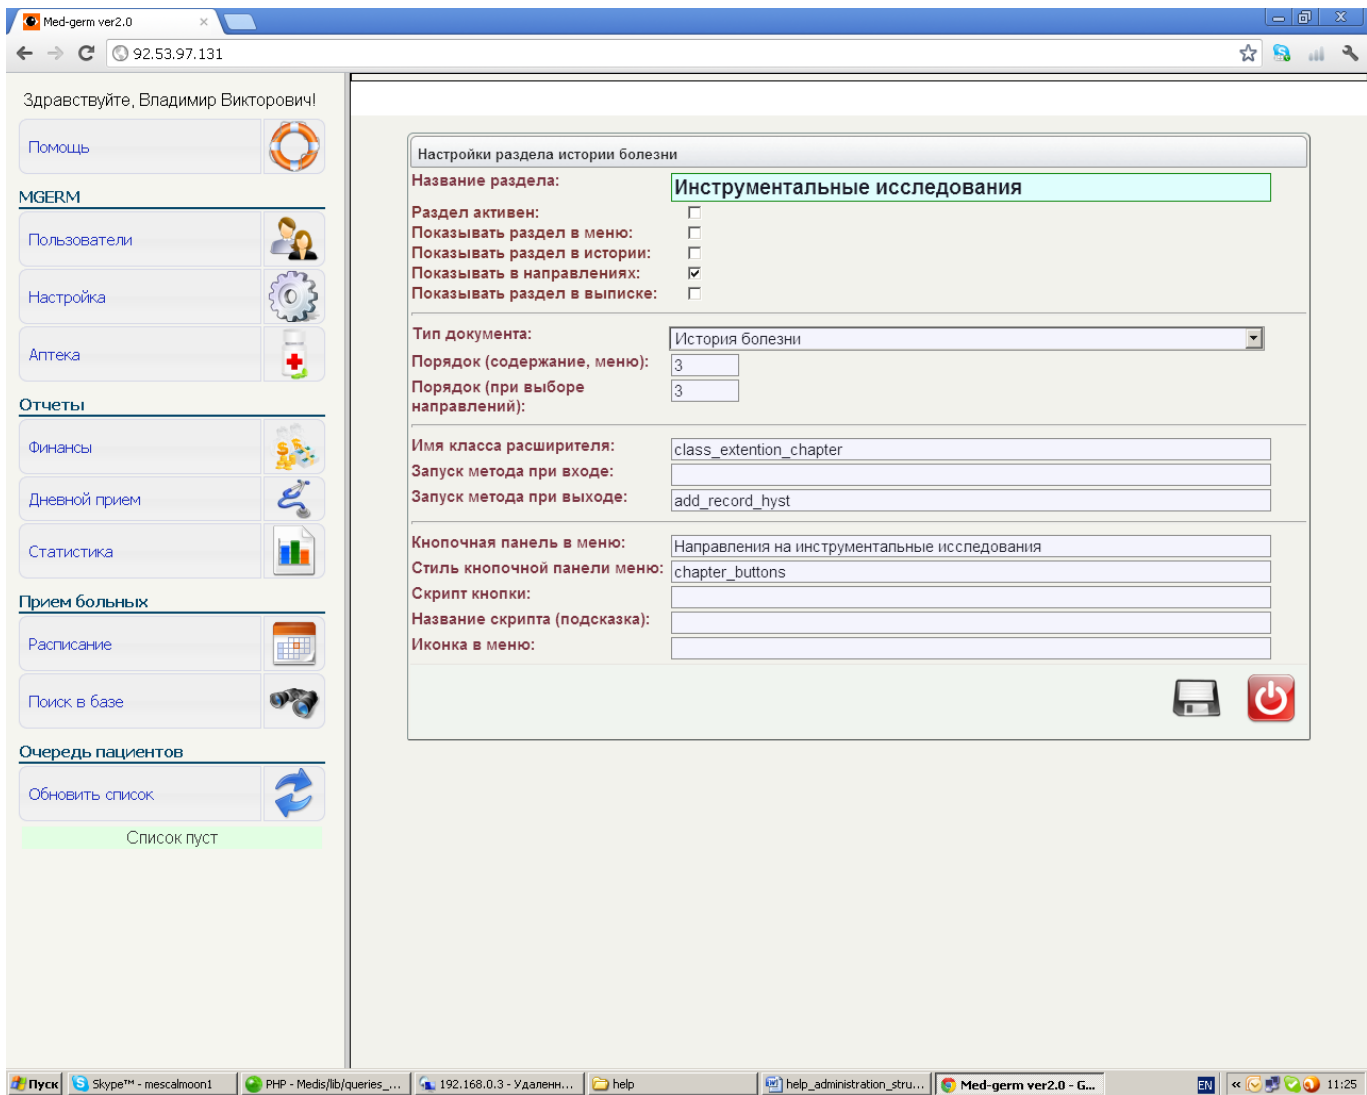 Med-germ ver2.0
92.53.97.131
Здравствуйте, Владимир Викторович!
Помощь
MGERM
Пользователи
Настройка
Аптека
Отчеты
Финансы
Дневной прием
Статистика
Прием больных
Расписание
Поиск в базе
Очередь пациентов
Обновить список
Список пуст
Настройки раздела истории болезни
Название раздела: Инструментальные исследования
Раздел активен:
Показывать раздел в меню:
Показывать раздел в истории:
Показывать в направлениях:
Показывать раздел в выписке:
Тип документа: История болезни
Порядок (содержание, меню): 3
Порядок (при выборе 3
направлений):
Имя класса расширителя: class_extention_chapter
Запуск метода при входе:
Запуск метода при выходе: add_record_hyst
Кнопочная панель в меню: Направления на инструментальные исследования
Стиль кнопочной панели меню: chapter_buttons
Скрипт кнопки:
Название скрипта (подсказка):
Иконка в меню:
Пуск Skype™ - mescalmoon1 PHP - Medis/lib/queries_... 192.168.0.3 - Удаленн... help help_administration_stru... Med-germ ver2.0 - G... EN « 11:25